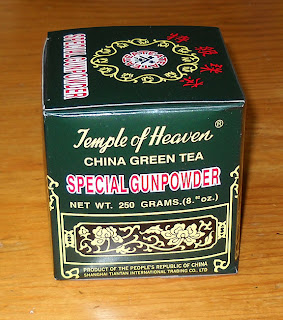 SPECIAL GUNPOWDER
Temple of Heaven ®
CHINA GREEN TEA
SPECIAL GUNPOWDER
NET WT. 250 GRAMS.(8.⁸oz.)
PRODUCT OF THE PEOPLE'S REPUBLIC OF CHINA
SHANGHAI TIANTAN INTERNATIONAL TRADING CO., LTD